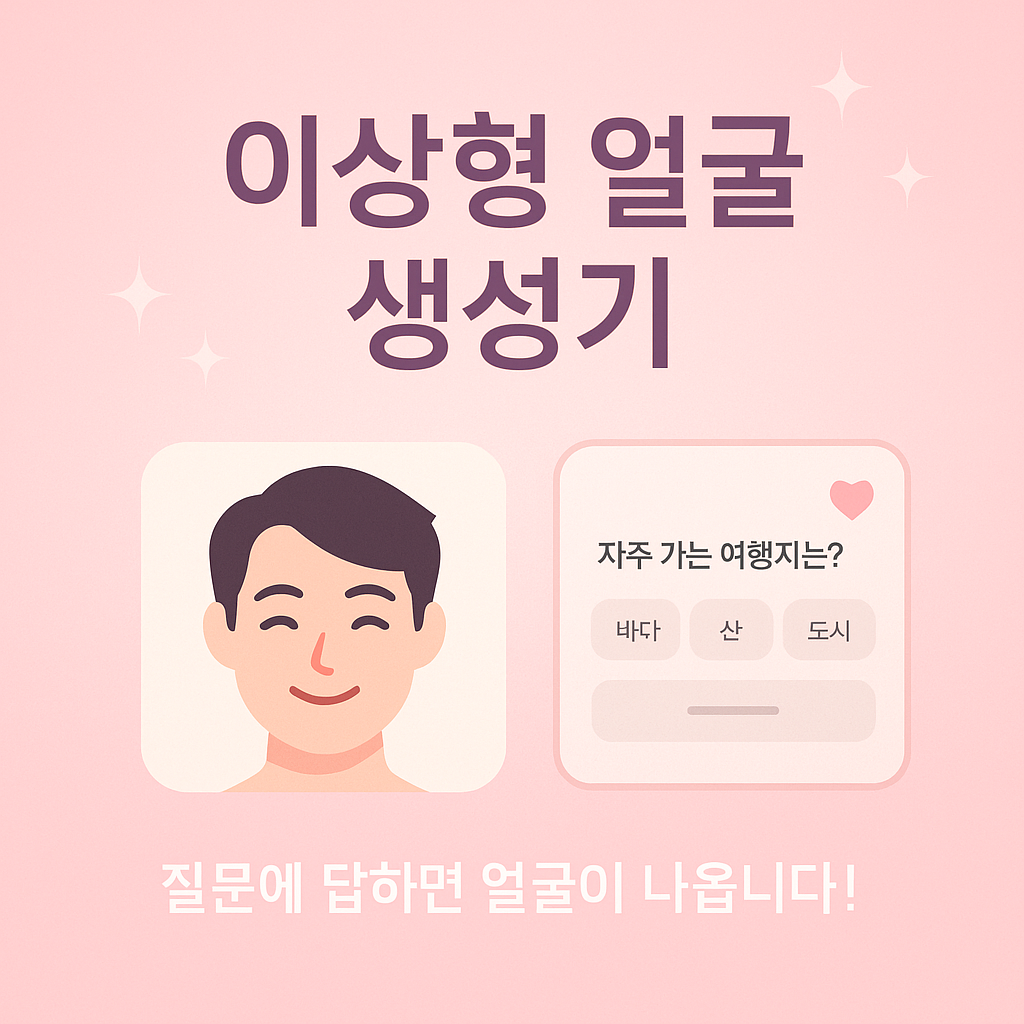 이상형 얼굴
생성기
자주 가는 여행지는?
바다 산 도시
질문에 답하면 얼굴이 나옵니다!